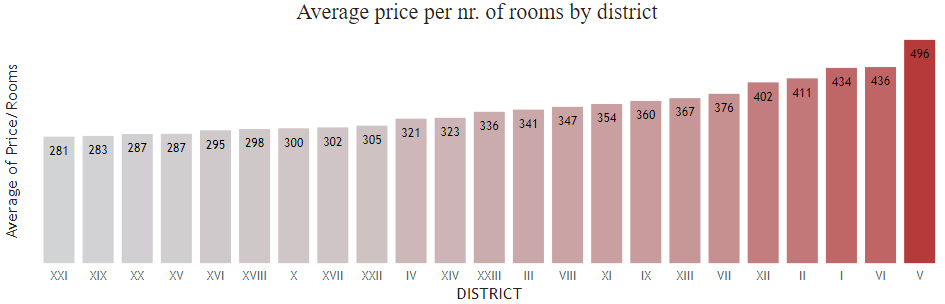 Average price per nr. of rooms by district
Average of Price/Rooms
281 283 287 287 295 298 300 302 305 321 323 336 341 347 354 360 367 376 402 411 434 436 496
XXI XIX XX XV XVI XVIII X XVII XXII IV XIV XXIII III VIII XI IX XIII VII XII II I VI V
DISTRICT